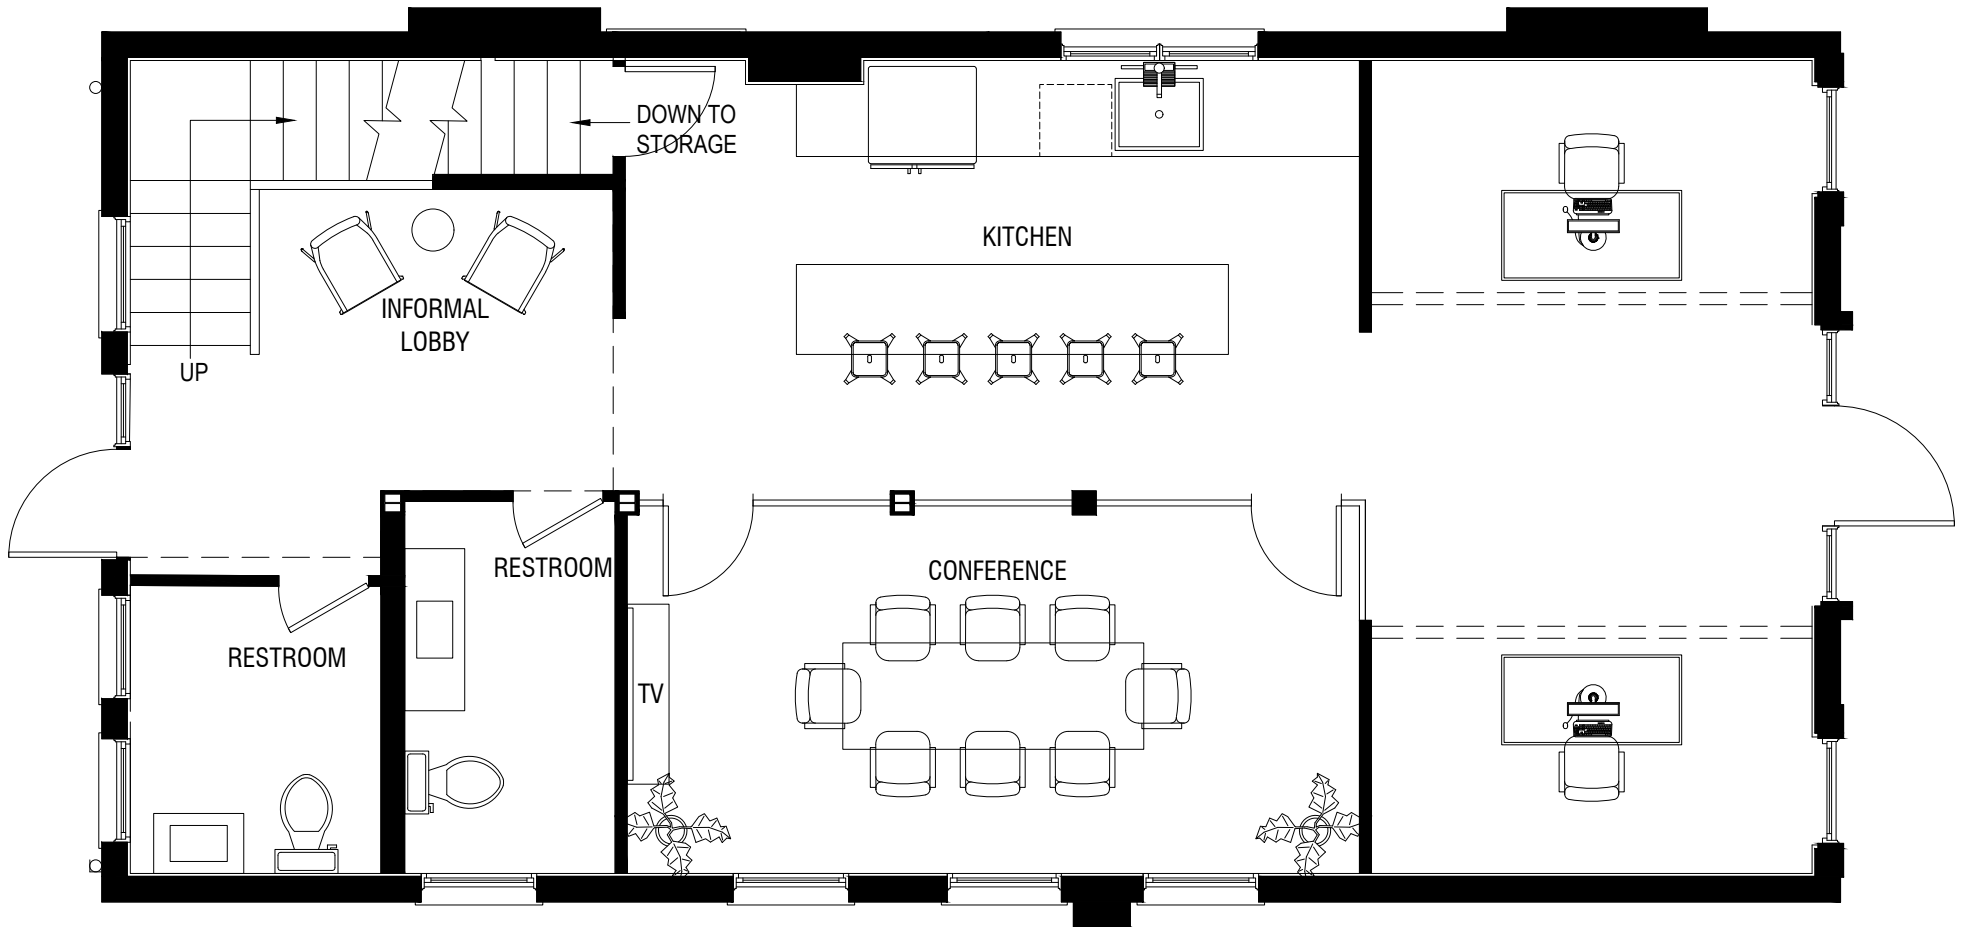 DOWN TO
STORAGE
KITCHEN
INFORMAL
LOBBY
UP
RESTROOM
CONFERENCE
RESTROOM
TV